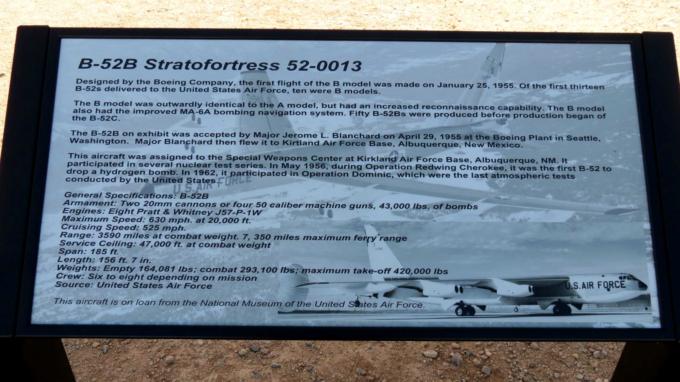 B-52B Stratofortress 52-0013
Designed by the Boeing Company, the first flight of the B model was made on January 25, 1955. Of the first thirteen
B-52s delivered to the United States Air Force, ten were B models.
The B model was outwardly identical to the A model, but had an increased reconnaissance capability. The B model
also had the improved MA-6A bombing navigation system. Fifty B-52Bs were produced before production began of
the B-52C.
The B-52B on exhibit was accepted by Major Jerome L. Blanchard on April 29, 1955 at the Boeing Plant in Seattle,
Washington. Major Blanchard then flew it to Kirtland Air Force Base, Albuquerque, New Mexico.
This aircraft was assigned to the Special Weapons Center at Kirkland Air Force Base, Albuquerque, NM. It
participated in several nuclear test series. In May 1956, during Operation Redwing Cherokee, it was the first B-52 to
drop a hydrogen bomb. In 1962, it participated in Operation Dominic, which were the last atmospheric tests
conducted by the United States.
U.S. AIR FORCE
General Specifications: B-52B
Armament: Two 20mm cannons or four 50 caliber machine guns, 43,000 lbs. of bombs
Engines: Eight Pratt & Whitney J57-P-1W
Maximum Speed: 630 mph. at 20,000 ft.
Cruising Speed: 525 mph.
Range: 3590 miles at combat weight. 7, 350 miles maximum ferry range
Service Ceiling: 47,000 ft. at combat weight
Span: 185 ft.
Length: 156 ft. 7 in.
Weights: Empty 164,081 lbs; combat 293,100 lbs; maximum take-off 420,000 lbs
Crew: Six to eight depending on mission
Source: United States Air Force
U.S. AIR FORCE
This aircraft is on loan from the National Museum of the United States Air Force.